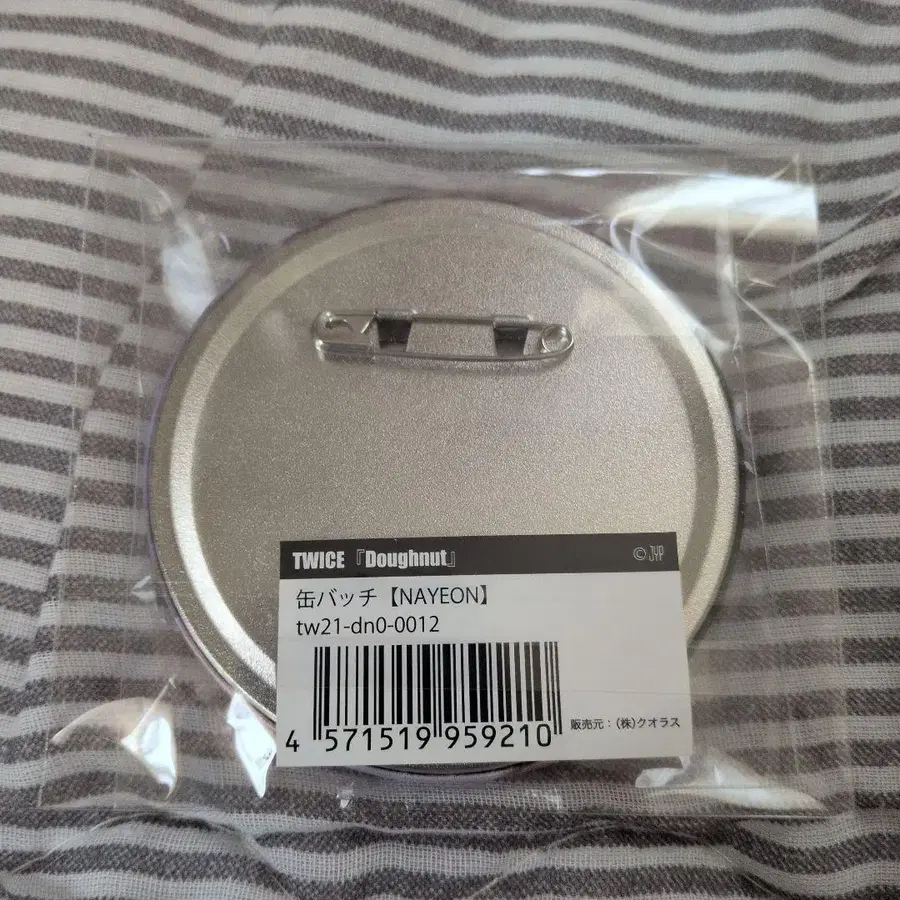 TWICE『Doughnut』 © JYP
缶バッチ【NAYEON】
tw21-dn0-0012
4 571519 959210
販売元：(株)クオラス